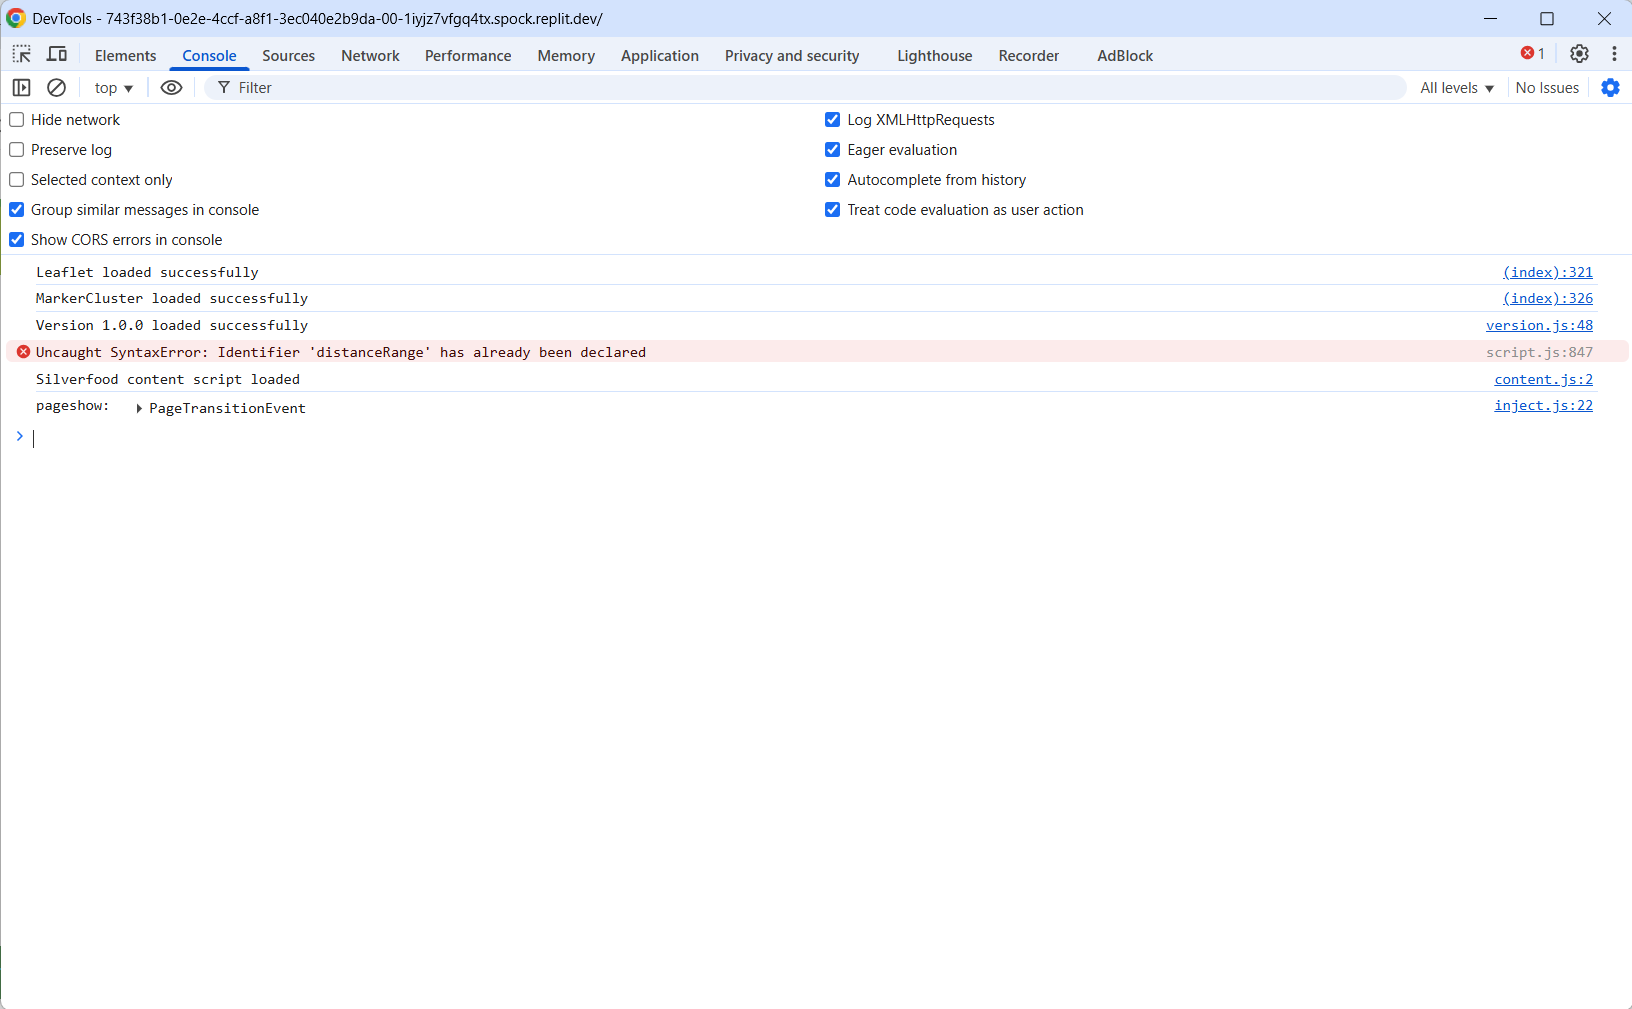 DevTools - 743f38b1-0e2e-4ccf-a8f1-3ec040e2b9da-00-1iyjz7vfgq4tx.spock.replit.dev/
Elements Console Sources Network Performance Memory Application Privacy and security Lighthouse Recorder AdBlock 1
top Filter All levels No Issues
Hide network Log XMLHttpRequests
Preserve log Eager evaluation
Selected context only Autocomplete from history
Group similar messages in console Treat code evaluation as user action
Show CORS errors in console
Leaflet loaded successfully (index):321
MarkerCluster loaded successfully (index):326
Version 1.0.0 loaded successfully version.js:48
Uncaught SyntaxError: Identifier 'distanceRange' has already been declared script.js:847
Silverfood content script loaded content.js:2
pageshow: PageTransitionEvent inject.js:22